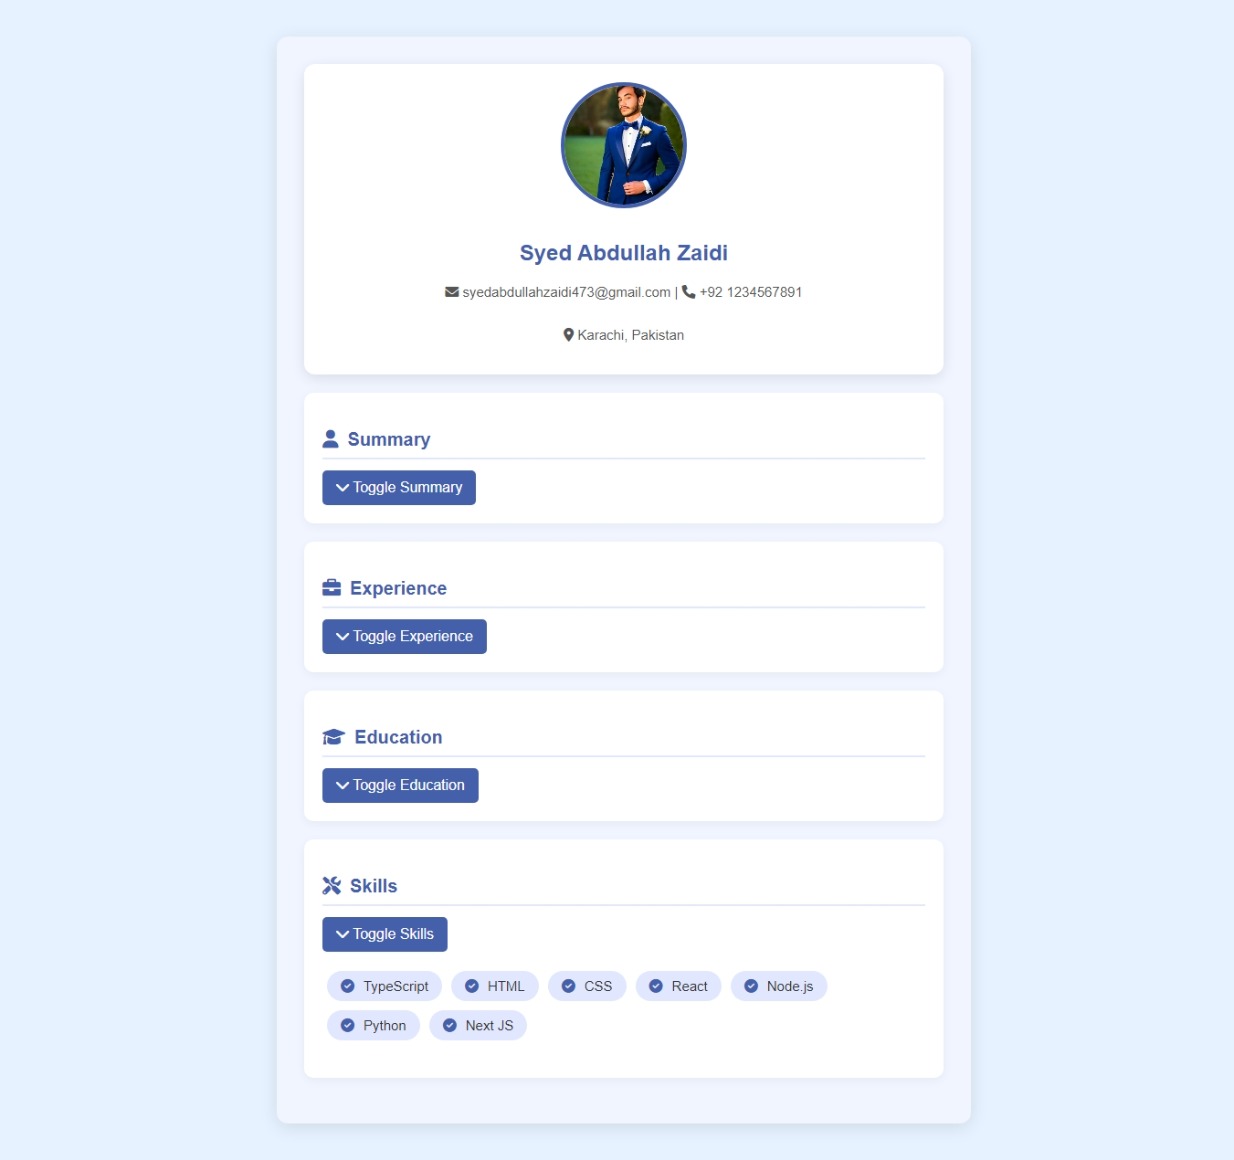 Syed Abdullah Zaidi
syedabdullahzaidi473@gmail.com | +92 1234567891
Karachi, Pakistan
Summary
Toggle Summary
Experience
Toggle Experience
Education
Toggle Education
Skills
Toggle Skills
TypeScript HTML CSS React Node.js
Python Next JS